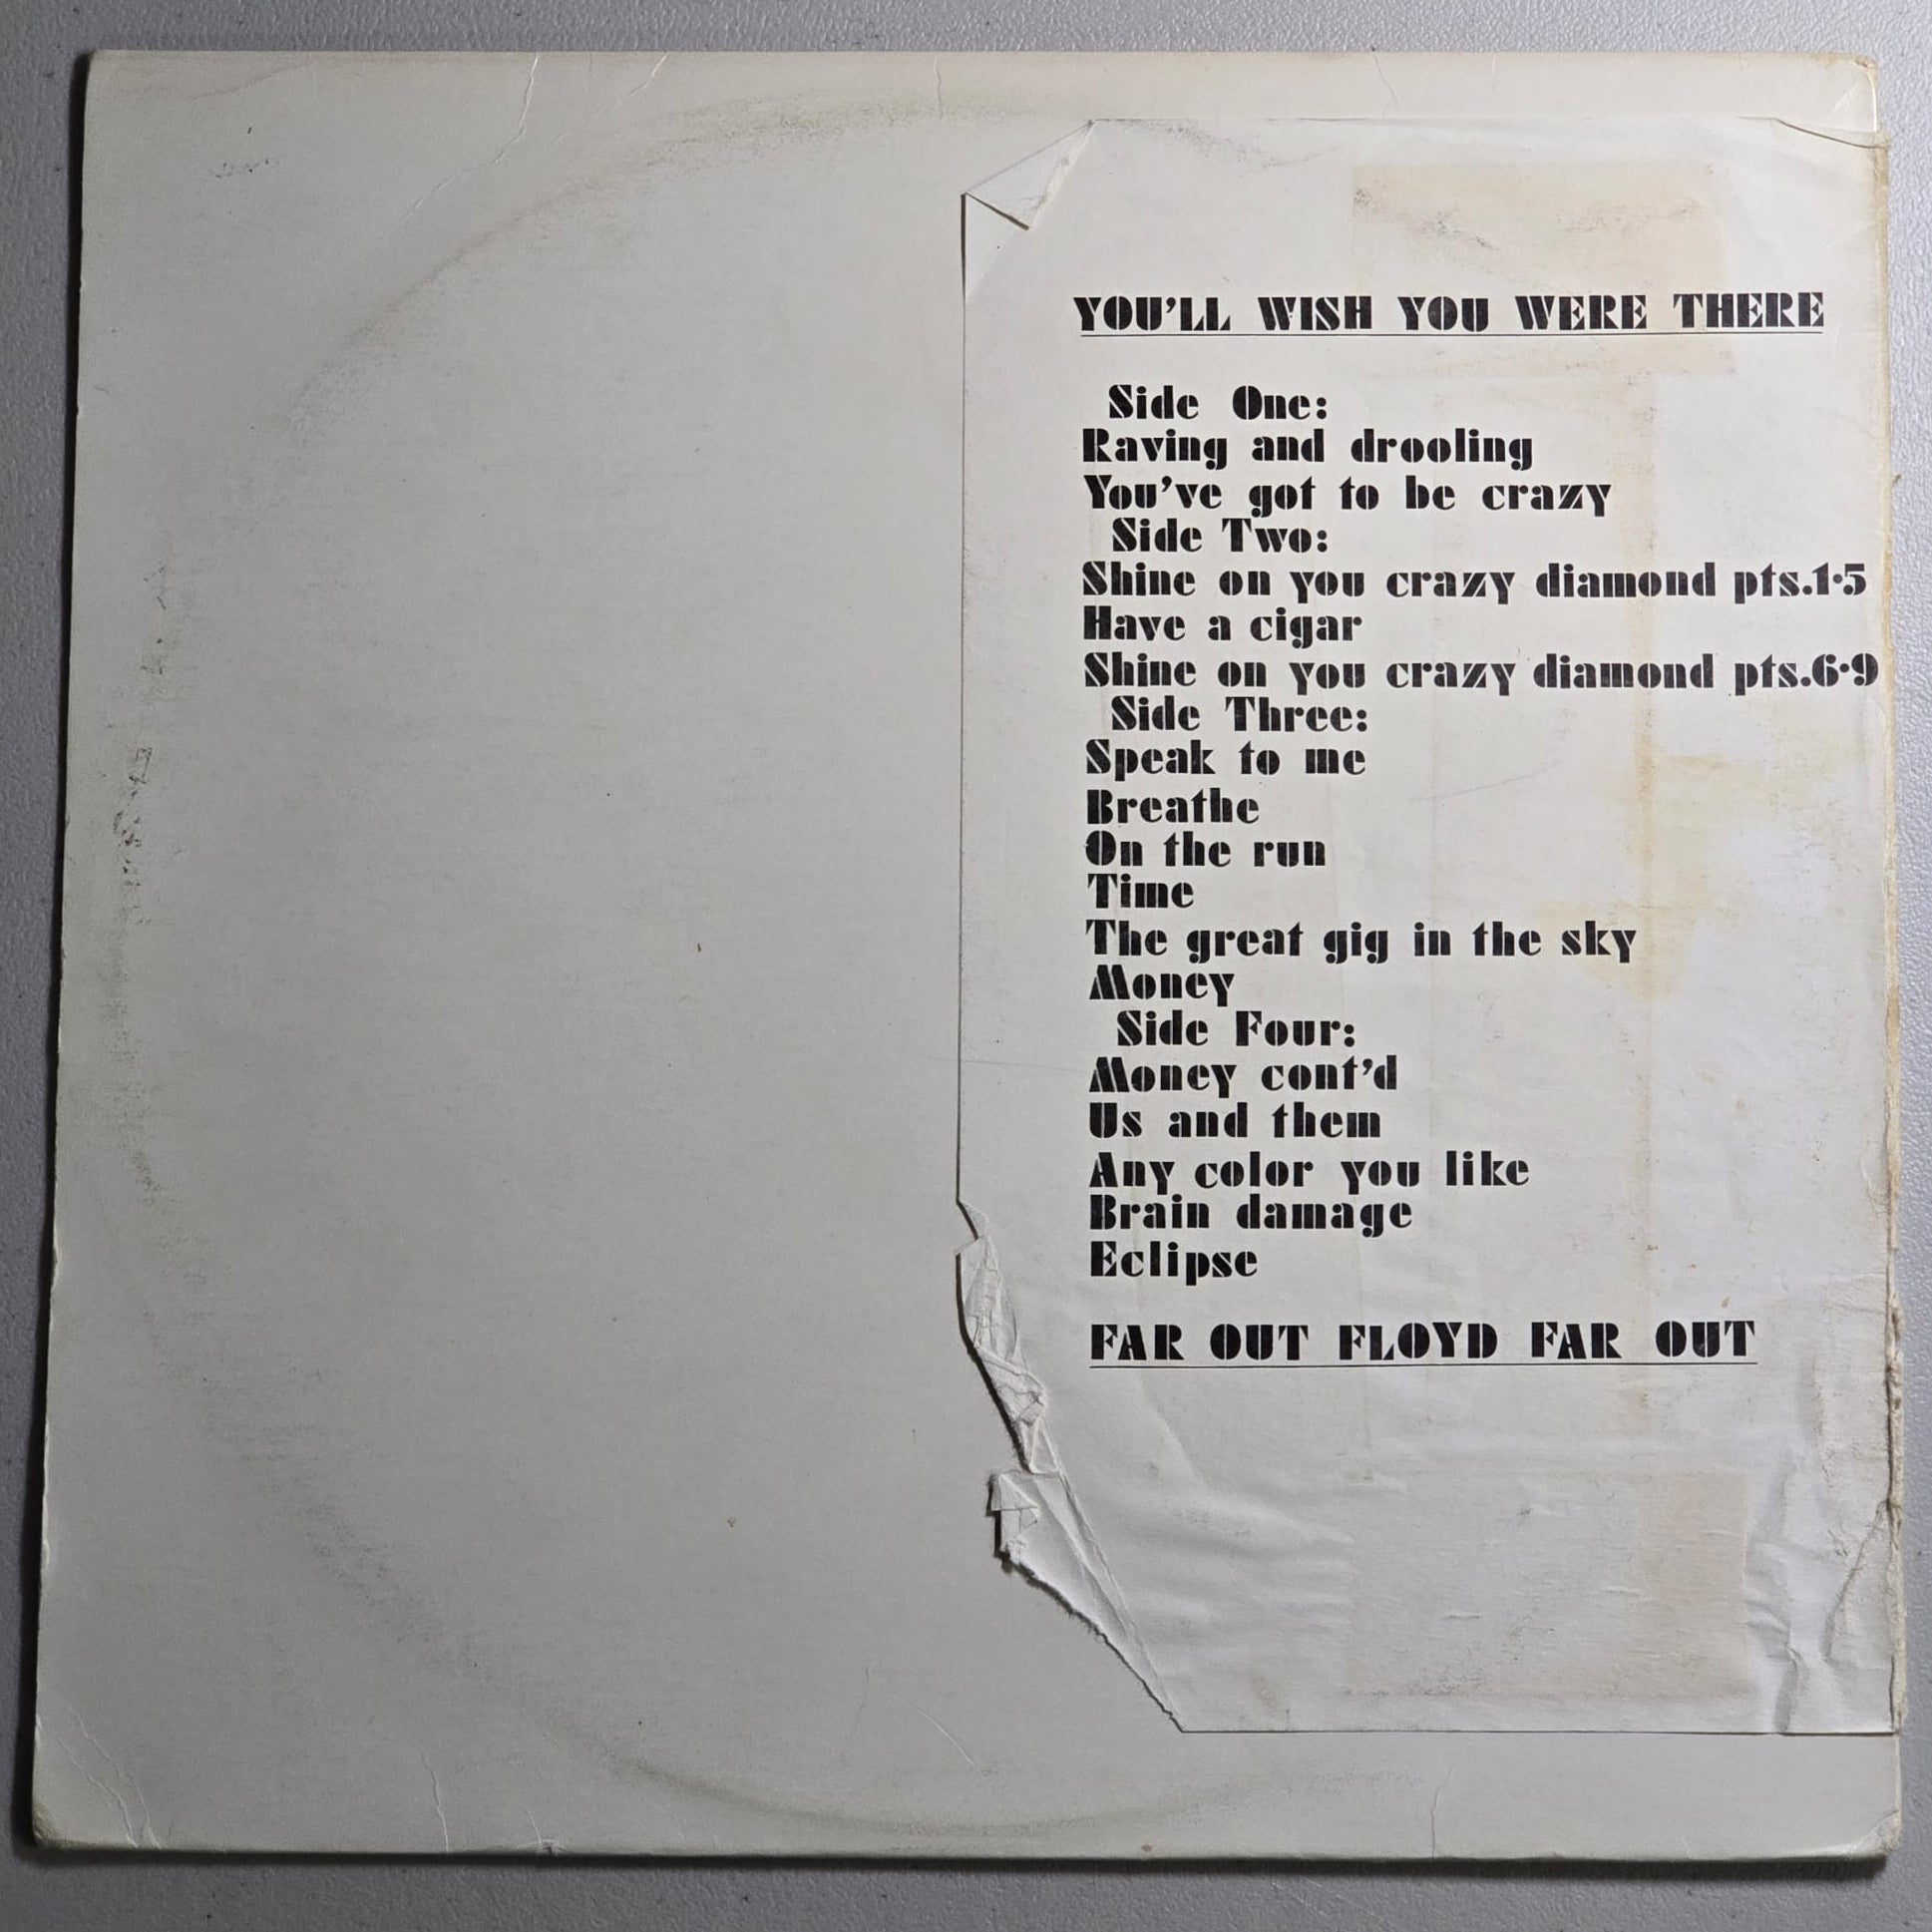 YOU'LL WISH YOU WERE THERE
Side One:
Raving and drooling
You've got to be crazy
Side Two:
Shine on you crazy diamond pts.1·5
Have a cigar
Shine on you crazy diamond pts.6·9
Side Three:
Speak to me
Breathe
On the run
Time
The great gig in the sky
Money
Side Four:
Money cont'd
Us and them
Any color you like
Brain damage
Eclipse
FAR OUT FLOYD FAR OUT